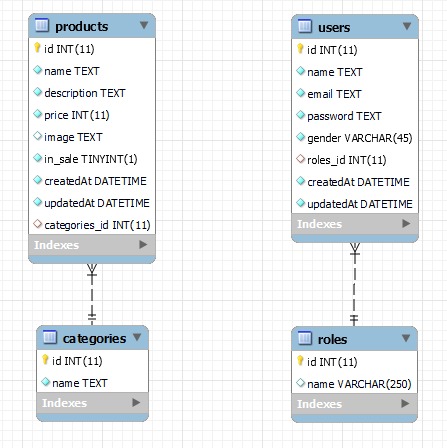 products
id INT(11)
name TEXT
description TEXT
price INT(11)
image TEXT
in_sale TINYINT(1)
createdAt DATETIME
updatedAt DATETIME
categories_id INT(11)
Indexes
users
id INT(11)
name TEXT
email TEXT
password TEXT
gender VARCHAR(45)
roles_id INT(11)
createdAt DATETIME
updatedAt DATETIME
Indexes
categories
id INT(11)
name TEXT
Indexes
roles
id INT(11)
name VARCHAR(250)
Indexes